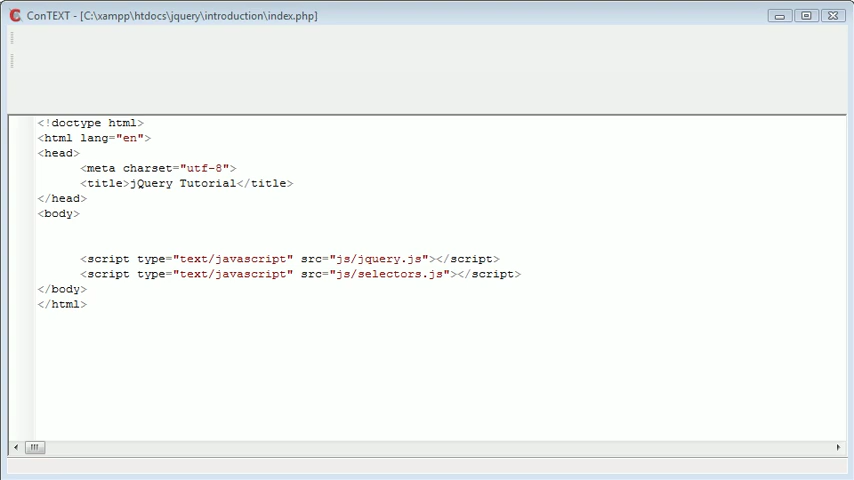 ConTEXT - [C:\xampp\htdocs\jquery\introduction\index.php]
<!doctype html>
<html lang="en">
<head>
<meta charset="utf-8">
<title>jQuery Tutorial</title>
</head>
<body>
<script type="text/javascript" src="js/jquery.js"></script>
<script type="text/javascript" src="js/selectors.js"></script>
</body>
</html>